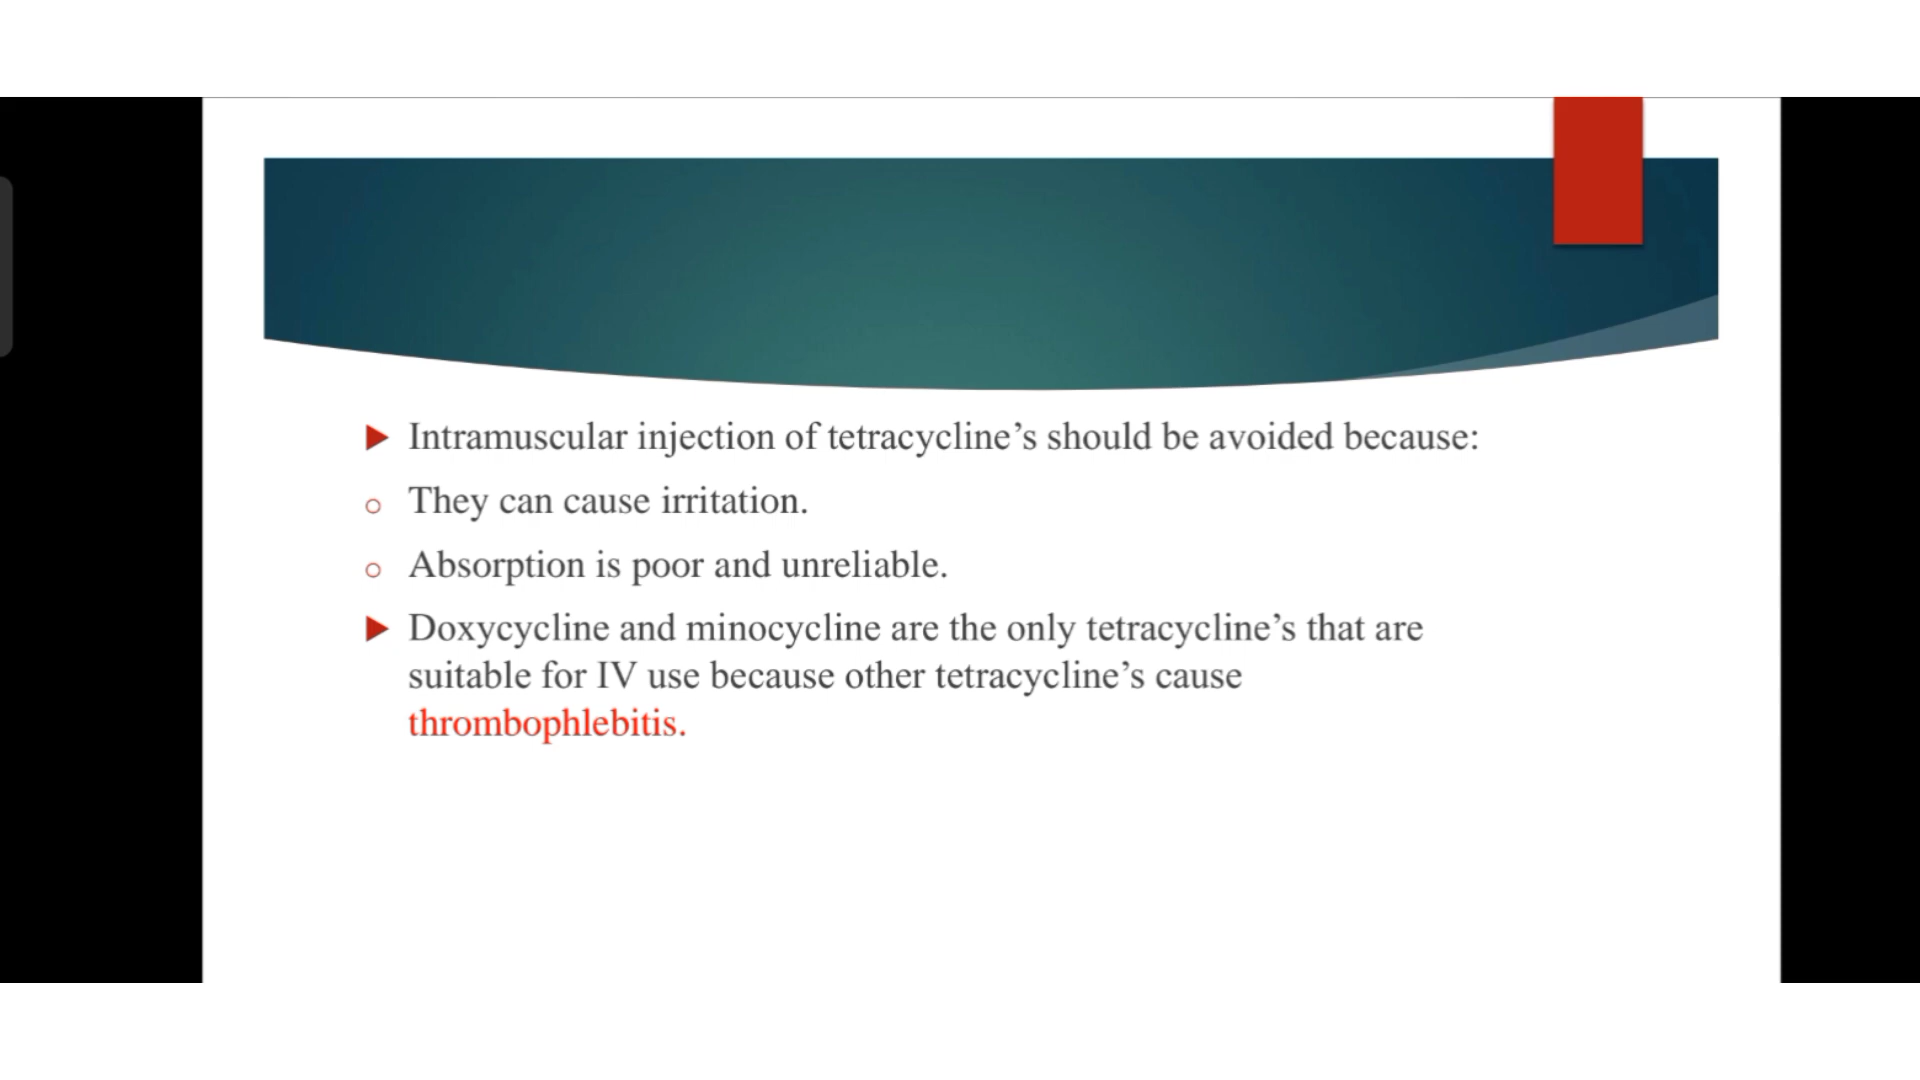 Intramuscular injection of tetracycline’s should be avoided because:
They can cause irritation.
Absorption is poor and unreliable.
Doxycycline and minocycline are the only tetracycline’s that are
suitable for IV use because other tetracycline’s cause
thrombophlebitis.